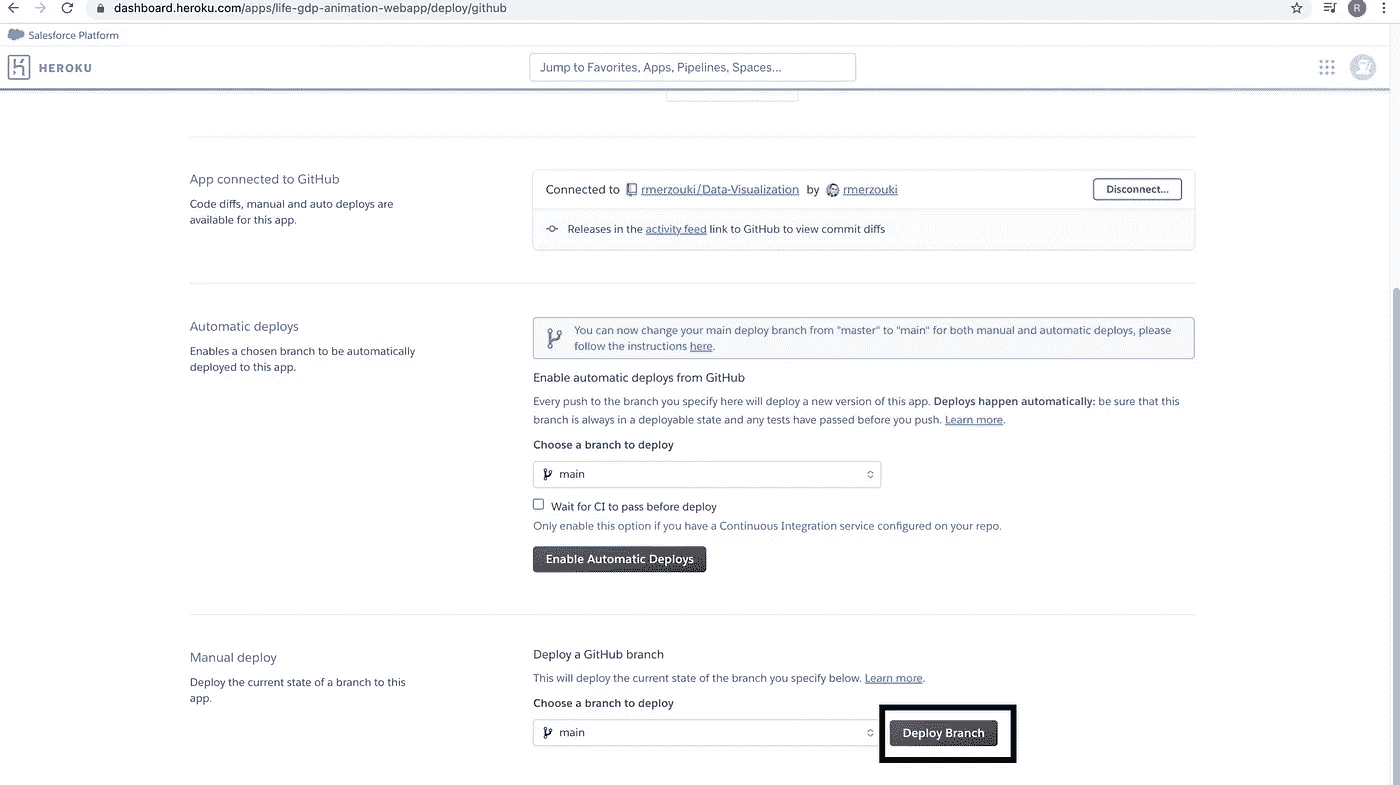 dashboard.heroku.com/apps/life-gdp-animation-webapp/deploy/github
R
Salesforce Platform
HEROKU
Jump to Favorites, Apps, Pipelines, Spaces...
App connected to GitHub
Code diffs, manual and auto deploys are
available for this app.
Connected to rmerzouki/Data-Visualization by rmerzouki
Disconnect...
Releases in the activity feed link to GitHub to view commit diffs
Automatic deploys
Enables a chosen branch to be automatically
deployed to this app.
You can now change your main deploy branch from "master" to "main" for both manual and automatic deploys, please
follow the instructions here.
Enable automatic deploys from GitHub
Every push to the branch you specify here will deploy a new version of this app. Deploys happen automatically: be sure that this
branch is always in a deployable state and any tests have passed before you push. Learn more.
Choose a branch to deploy
main
Wait for CI to pass before deploy
Only enable this option if you have a Continuous Integration service configured on your repo.
Enable Automatic Deploys
Manual deploy
Deploy the current state of a branch to this
app.
Deploy a GitHub branch
This will deploy the current state of the branch you specify below. Learn more.
Choose a branch to deploy
main
Deploy Branch